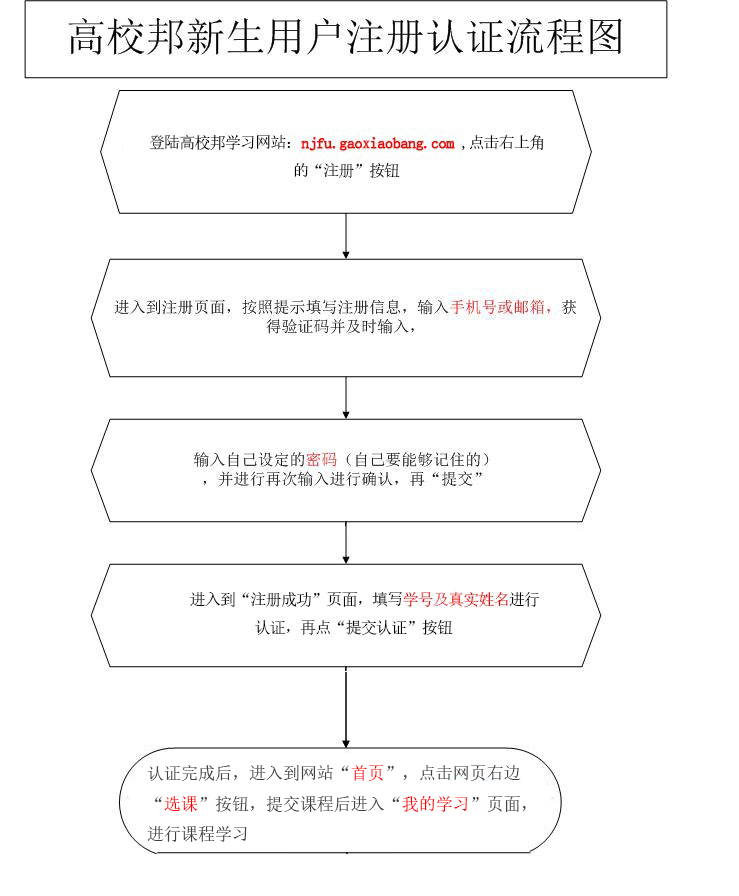 高校邦新生用户注册认证流程图
登陆高校邦学习网站：njfu.gaoxiaobang.com ,点击右上角
的“注册”按钮
进入到注册页面，按照提示填写注册信息，输入手机号或邮箱，获
得验证码并及时输入，
输入自己设定的密码（自己要能够记住的）
，并进行再次输入进行确认，再“提交”
进入到“注册成功”页面，填写学号及真实姓名进行
认证，再点“提交认证”按钮
认证完成后，进入到网站“首页”，点击网页右边
“选课”按钮，提交课程后进入“我的学习”页面，
进行课程学习